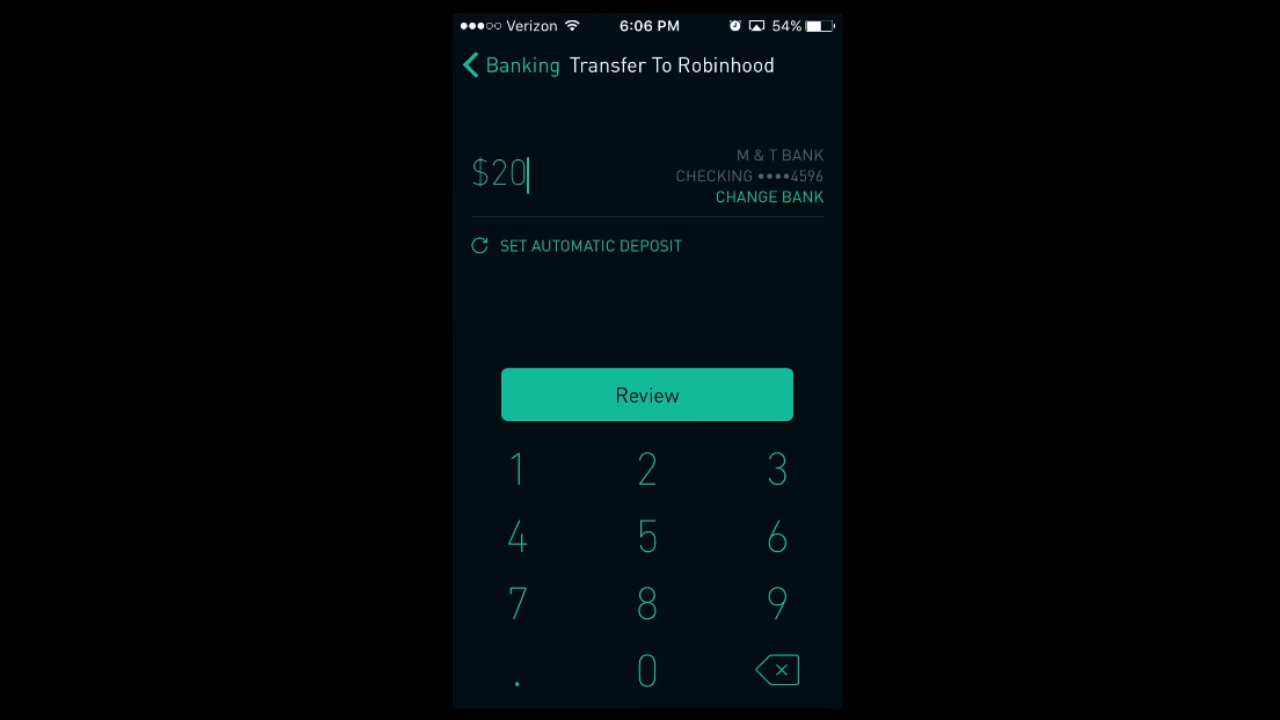 ●●●○○ Verizon 6:06 PM 54%
Banking Transfer To Robinhood
$20
M & T BANK
CHECKING ••••4596
CHANGE BANK
SET AUTOMATIC DEPOSIT
Review
1 2 3
4 5 6
7 8 9
. 0